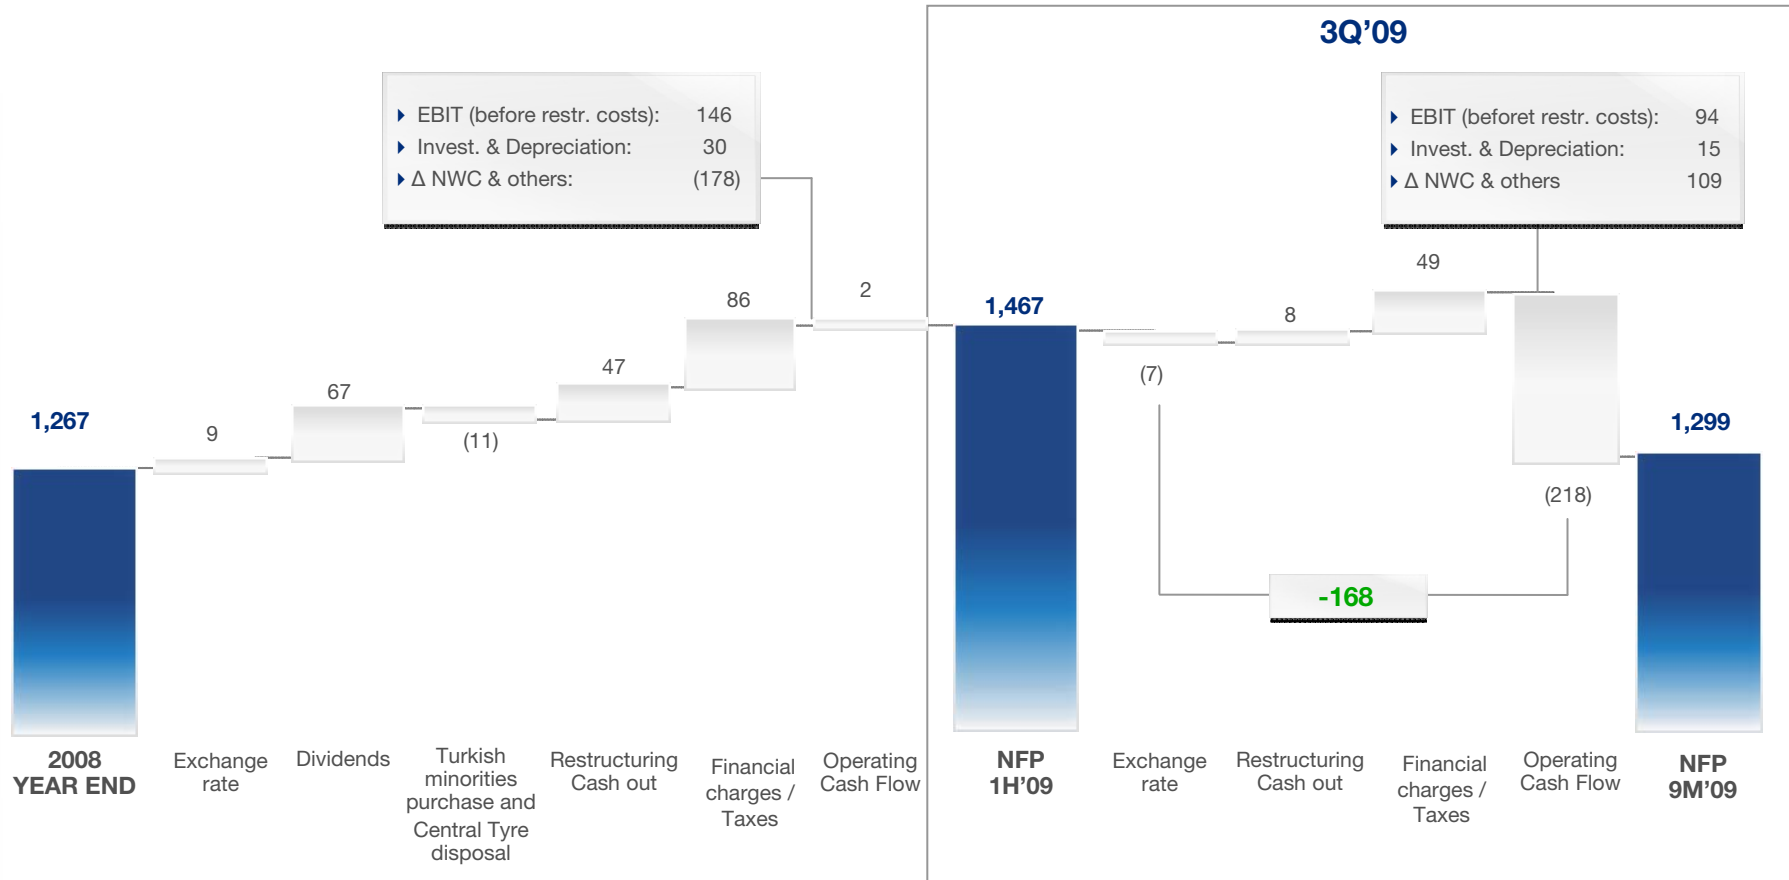 3Q’09
▸ EBIT (before restr. costs): 146
▸ Invest. & Depreciation: 30
▸ Δ NWC & others: (178)
▸ EBIT (beforet restr. costs): 94
▸ Invest. & Depreciation: 15
▸ Δ NWC & others 109
1,267
9
67
(11)
47
86
2
1,467
(7)
8
49
(218)
1,299
-168
2008
YEAR END
Exchange
rate
Dividends
Turkish
minorities
purchase and
Central Tyre
disposal
Restructuring
Cash out
Financial
charges /
Taxes
Operating
Cash Flow
NFP
1H’09
Exchange
rate
Restructuring
Cash out
Financial
charges /
Taxes
Operating
Cash Flow
NFP
9M’09